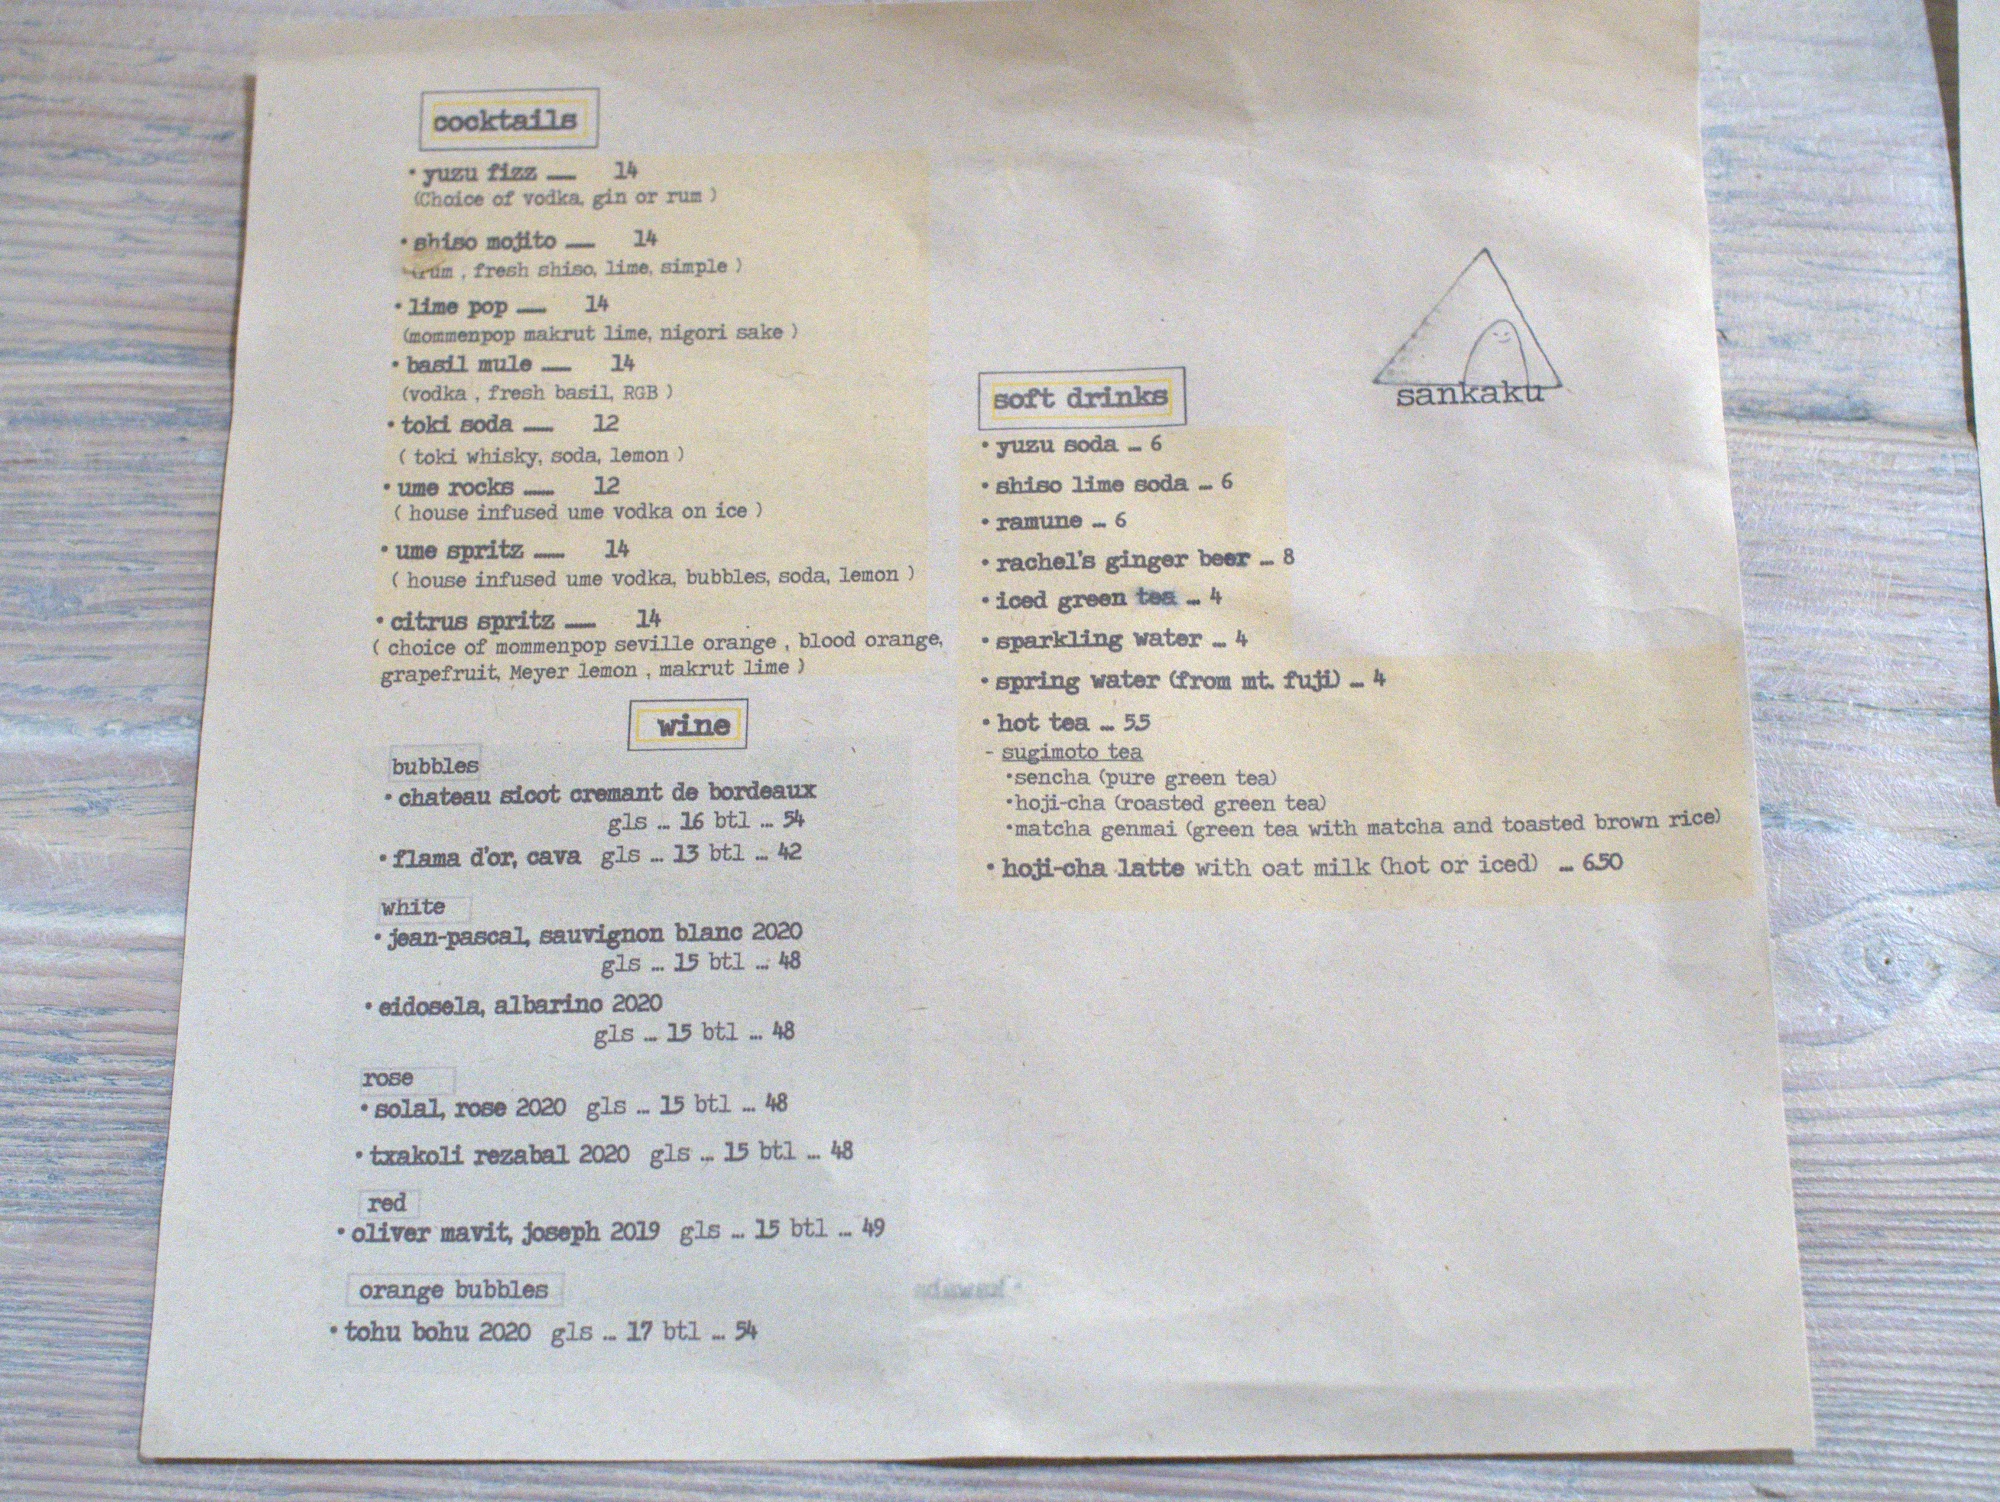 cocktails
• yuzu fizz — 14
(Choice of vodka, gin or rum )
• shiso mojito — 14
(rum , fresh shiso, lime, simple )
• lime pop — 14
(mommenpop makrut lime, nigori sake )
• basil mule — 14
(vodka , fresh basil, RGB )
• toki soda — 12
( toki whisky, soda, lemon )
• ume rocks — 12
( house infused ume vodka on ice )
• ume spritz — 14
( house infused ume vodka, bubbles, soda, lemon )
• citrus spritz — 14
( choice of mommenpop seville orange , blood orange,
grapefruit, Meyer lemon , makrut lime )
wine
bubbles
• chateau sicot cremant de bordeaux
gls ... 16 btl ... 54
• flama d'or, cava gls ... 13 btl ... 42
white
• jean-pascal, sauvignon blanc 2020
gls ... 15 btl ... 48
• eidosela, albarino 2020
gls ... 15 btl ... 48
rose
• solal, rose 2020 gls ... 15 btl ... 48
• txakoli rezabal 2020 gls ... 15 btl ... 48
red
• oliver mavit, joseph 2019 gls ... 15 btl ... 49
orange bubbles
• tohu bohu 2020 gls ... 17 btl ... 54
sankaku
soft drinks
• yuzu soda ... 6
• shiso lime soda ... 6
• ramune ... 6
• rachel's ginger beer ... 8
• iced green tea ... 4
• sparkling water ... 4
• spring water (from mt. fuji) ... 4
• hot tea ... 5.5
- sugimoto tea
• sencha (pure green tea)
• hoji-cha (roasted green tea)
• matcha genmai (green tea with matcha and toasted brown rice)
• hoji-cha latte with oat milk (hot or iced) ... 6.50